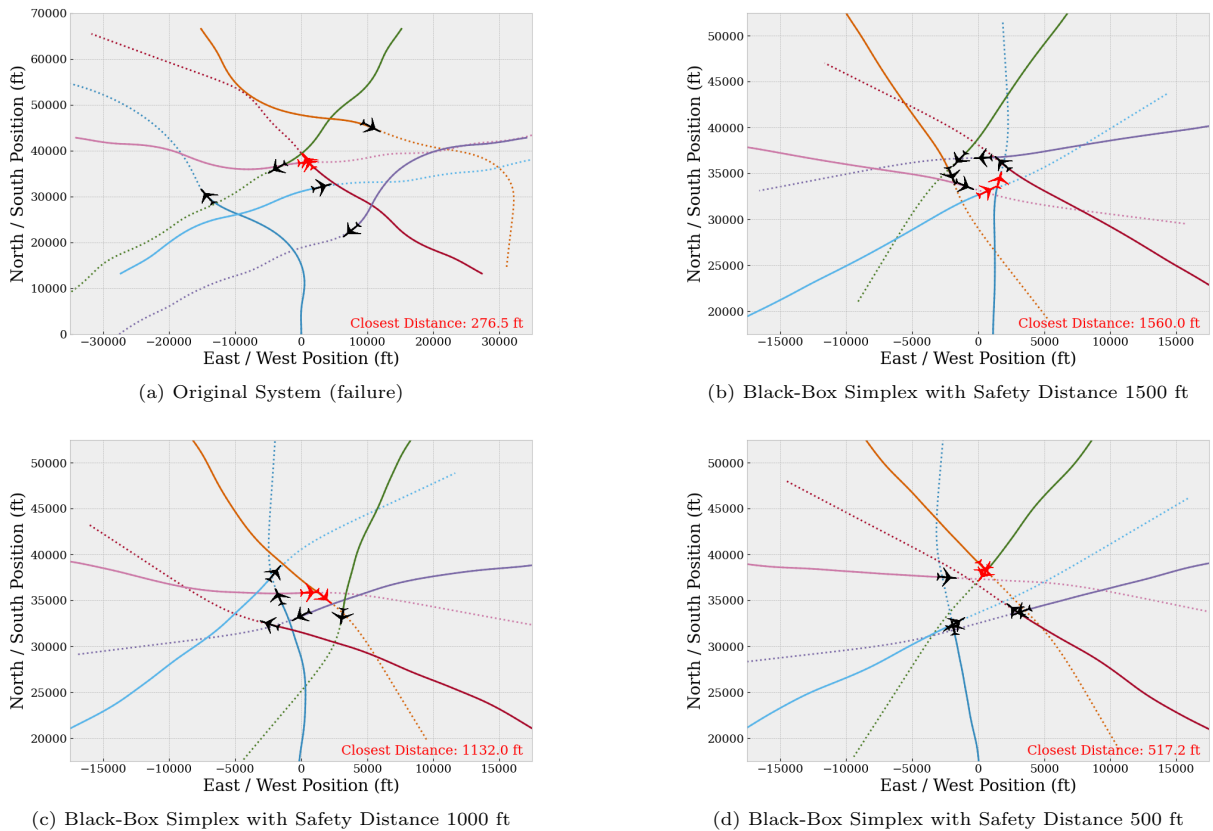 70000
60000
50000
40000
30000
20000
10000
0
North / South Position (ft)
Closest Distance: 276.5 ft
−30000 −20000 −10000 0 10000 20000 30000
East / West Position (ft)
(a) Original System (failure)
50000
45000
40000
35000
30000
25000
20000
North / South Position (ft)
Closest Distance: 1560.0 ft
−15000 −10000 −5000 0 5000 10000 15000
East / West Position (ft)
(b) Black-Box Simplex with Safety Distance 1500 ft
50000
45000
40000
35000
30000
25000
20000
North / South Position (ft)
Closest Distance: 1132.0 ft
−15000 −10000 −5000 0 5000 10000 15000
East / West Position (ft)
(c) Black-Box Simplex with Safety Distance 1000 ft
50000
45000
40000
35000
30000
25000
20000
North / South Position (ft)
Closest Distance: 517.2 ft
−15000 −10000 −5000 0 5000 10000 15000
East / West Position (ft)
(d) Black-Box Simplex with Safety Distance 500 ft